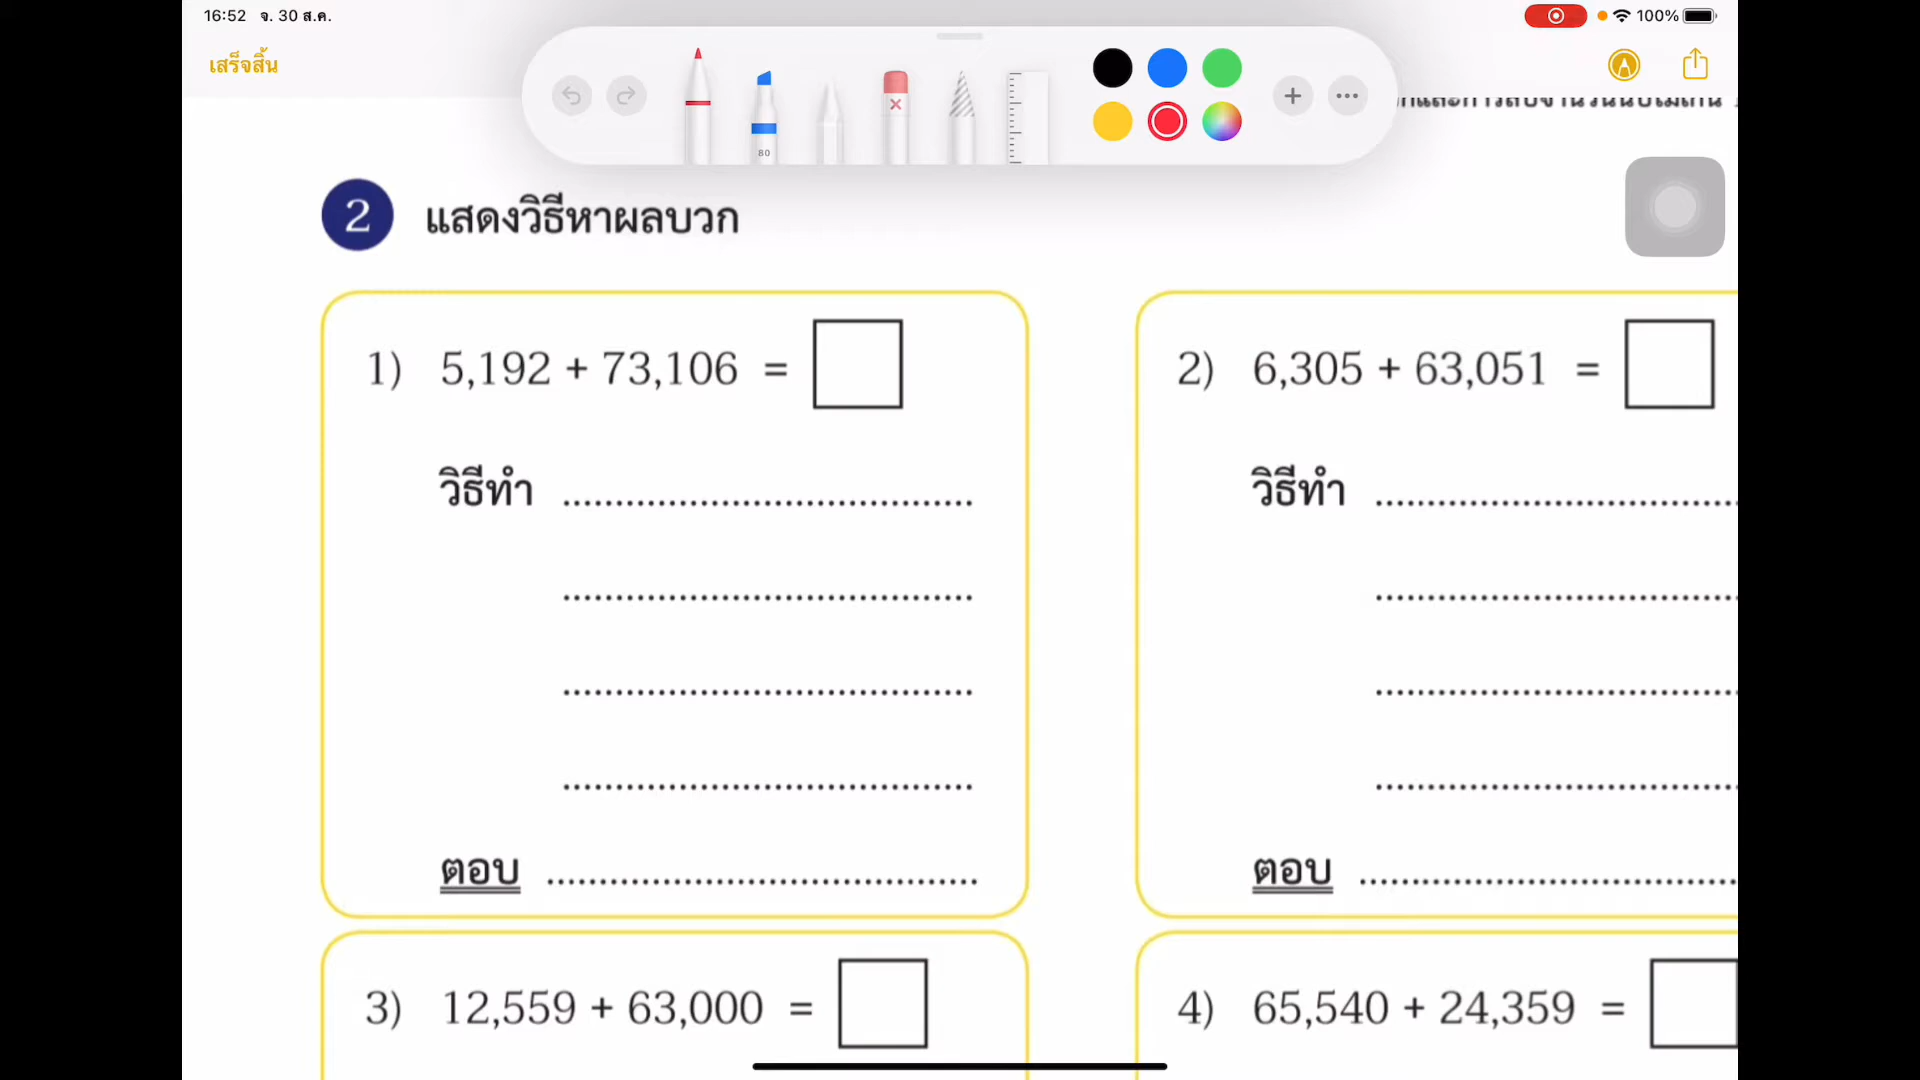 16:52 จ. 30 ส.ค.
100%
เสร็จสิ้น
80
2 แสดงวิธีหาผลบวก
1) 5,192 + 73,106 =
วิธีทำ ........................................
........................................
........................................
........................................
ตอบ ..........................................
2) 6,305 + 63,051 =
วิธีทำ ...................................
...................................
...................................
...................................
ตอบ .....................................
3) 12,559 + 63,000 =
4) 65,540 + 24,359 =